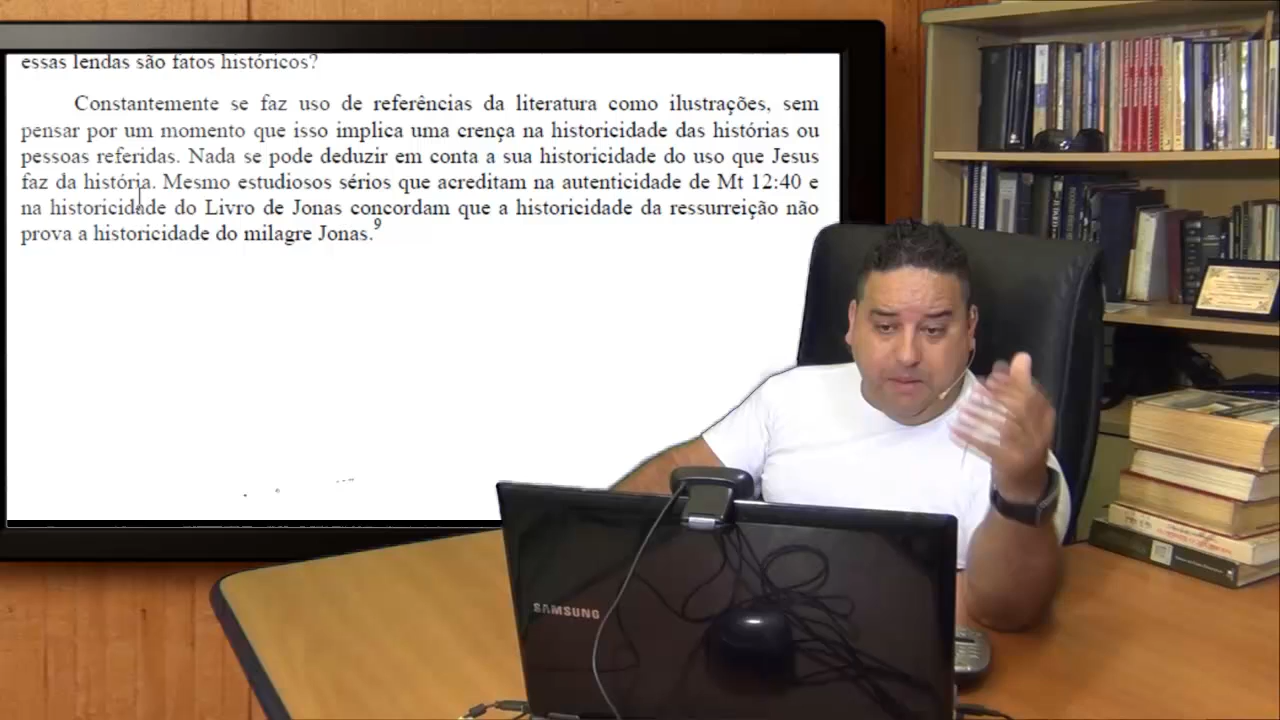 essas lendas são fatos históricos?
Constantemente se faz uso de referências da literatura como ilustrações, sem
pensar por um momento que isso implica uma crença na historicidade das histórias ou
pessoas referidas. Nada se pode deduzir em conta a sua historicidade do uso que Jesus
faz da história. Mesmo estudiosos sérios que acreditam na autenticidade de Mt 12:40 e
na historicidade do Livro de Jonas concordam que a historicidade da ressurreição não
prova a historicidade do milagre Jonas.9
SAMSUNG